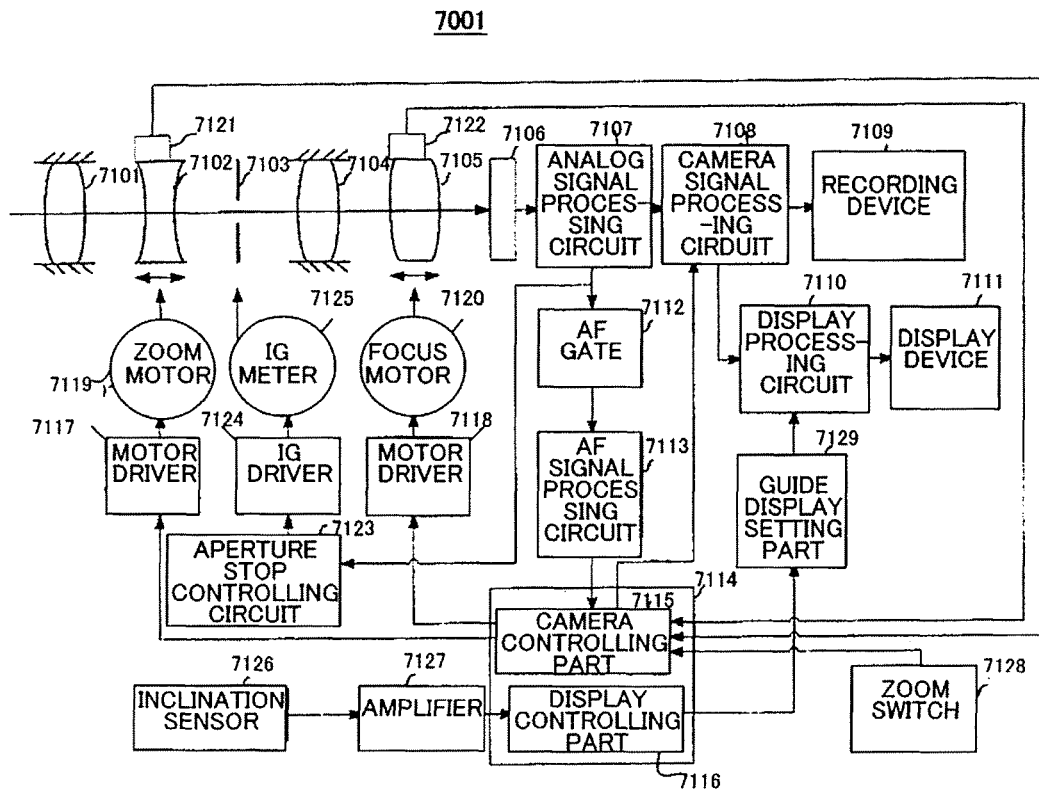 7001
7121
7122
7106
7107
7108
7109
7101
7102
7103
7104
7105
ANALOG
SIGNAL
PROCES-
SING
CIRCUIT
CAMERA
SIGNAL
PROCESS
-ING
CIRDUIT
RECORDING
DEVICE
7125
7120
7112
7110
7111
ZOOM
MOTOR
IG
METER
FOCUS
MOTOR
AF
GATE
DISPLAY
PROCESS-
ING
CIRCUIT
DISPLAY
DEVICE
7119
7117
7124
7118
7113
7129
MOTOR
DRIVER
IG
DRIVER
MOTOR
DRIVER
AF
SIGNAL
PROCES
SING
CIRCUIT
GUIDE
DISPLAY
SETTING
PART
7123
APERTURE
STOP
CONTROLLING
CIRCUIT
7114
7115
CAMERA
CONTROLLING
PART
7126
7127
7128
INCLINATION
SENSOR
AMPLIFIER
DISPLAY
CONTROLLING
PART
ZOOM
SWITCH
7116